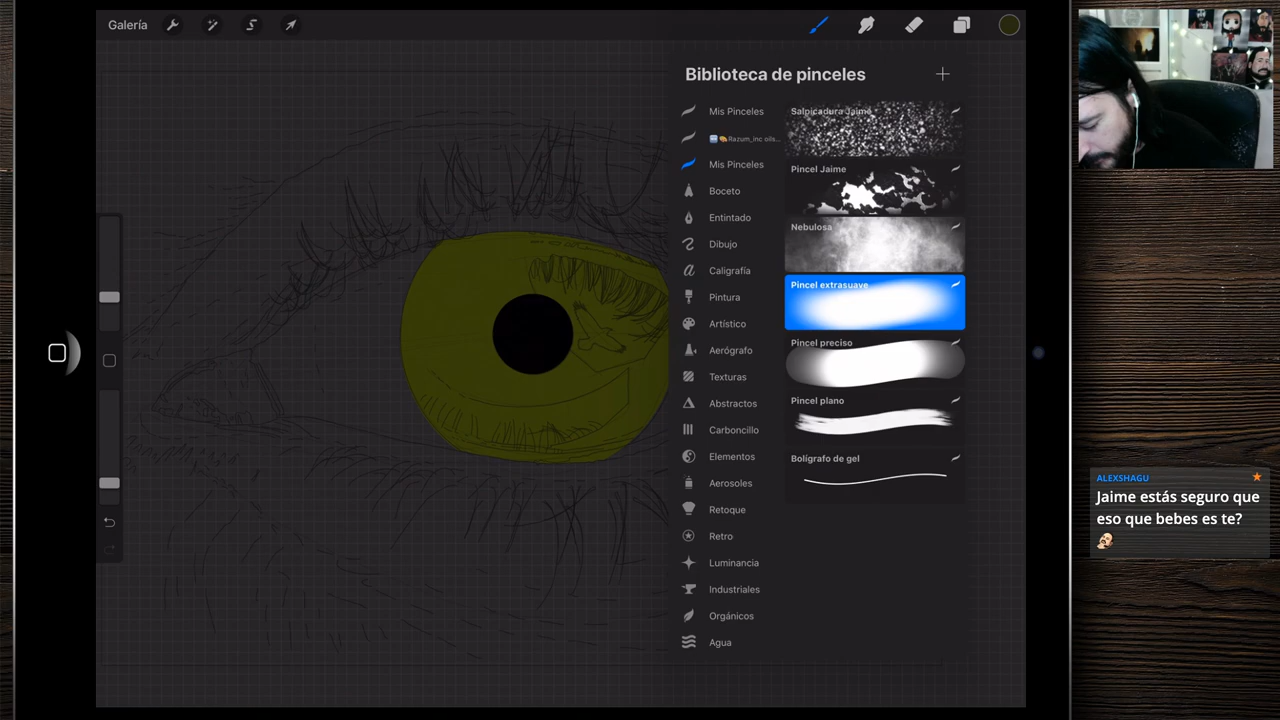 Galería
Biblioteca de pinceles
Mis Pinceles
Razum_inc oils...
Mis Pinceles
Boceto
Entintado
Dibujo
Caligrafía
Pintura
Artístico
Aerógrafo
Texturas
Abstractos
Carboncillo
Elementos
Aerosoles
Retoque
Retro
Luminancia
Industriales
Orgánicos
Agua
Salpicadura Jaime
Pincel Jaime
Nebulosa
Pincel extrasuave
Pincel preciso
Pincel plano
Bolígrafo de gel
ALEXSHAGU
Jaime estás seguro que
eso que bebes es te?